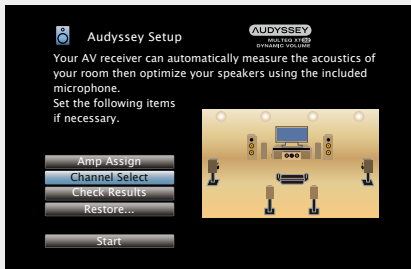 Audyssey Setup
AUDYSSEY
MULTEQ XT32
DYNAMIC VOLUME
Your AV receiver can automatically measure the acoustics of
your room then optimize your speakers using the included
microphone.
Set the following items
if necessary.
Amp Assign
Channel Select
Check Results
Restore...
Start